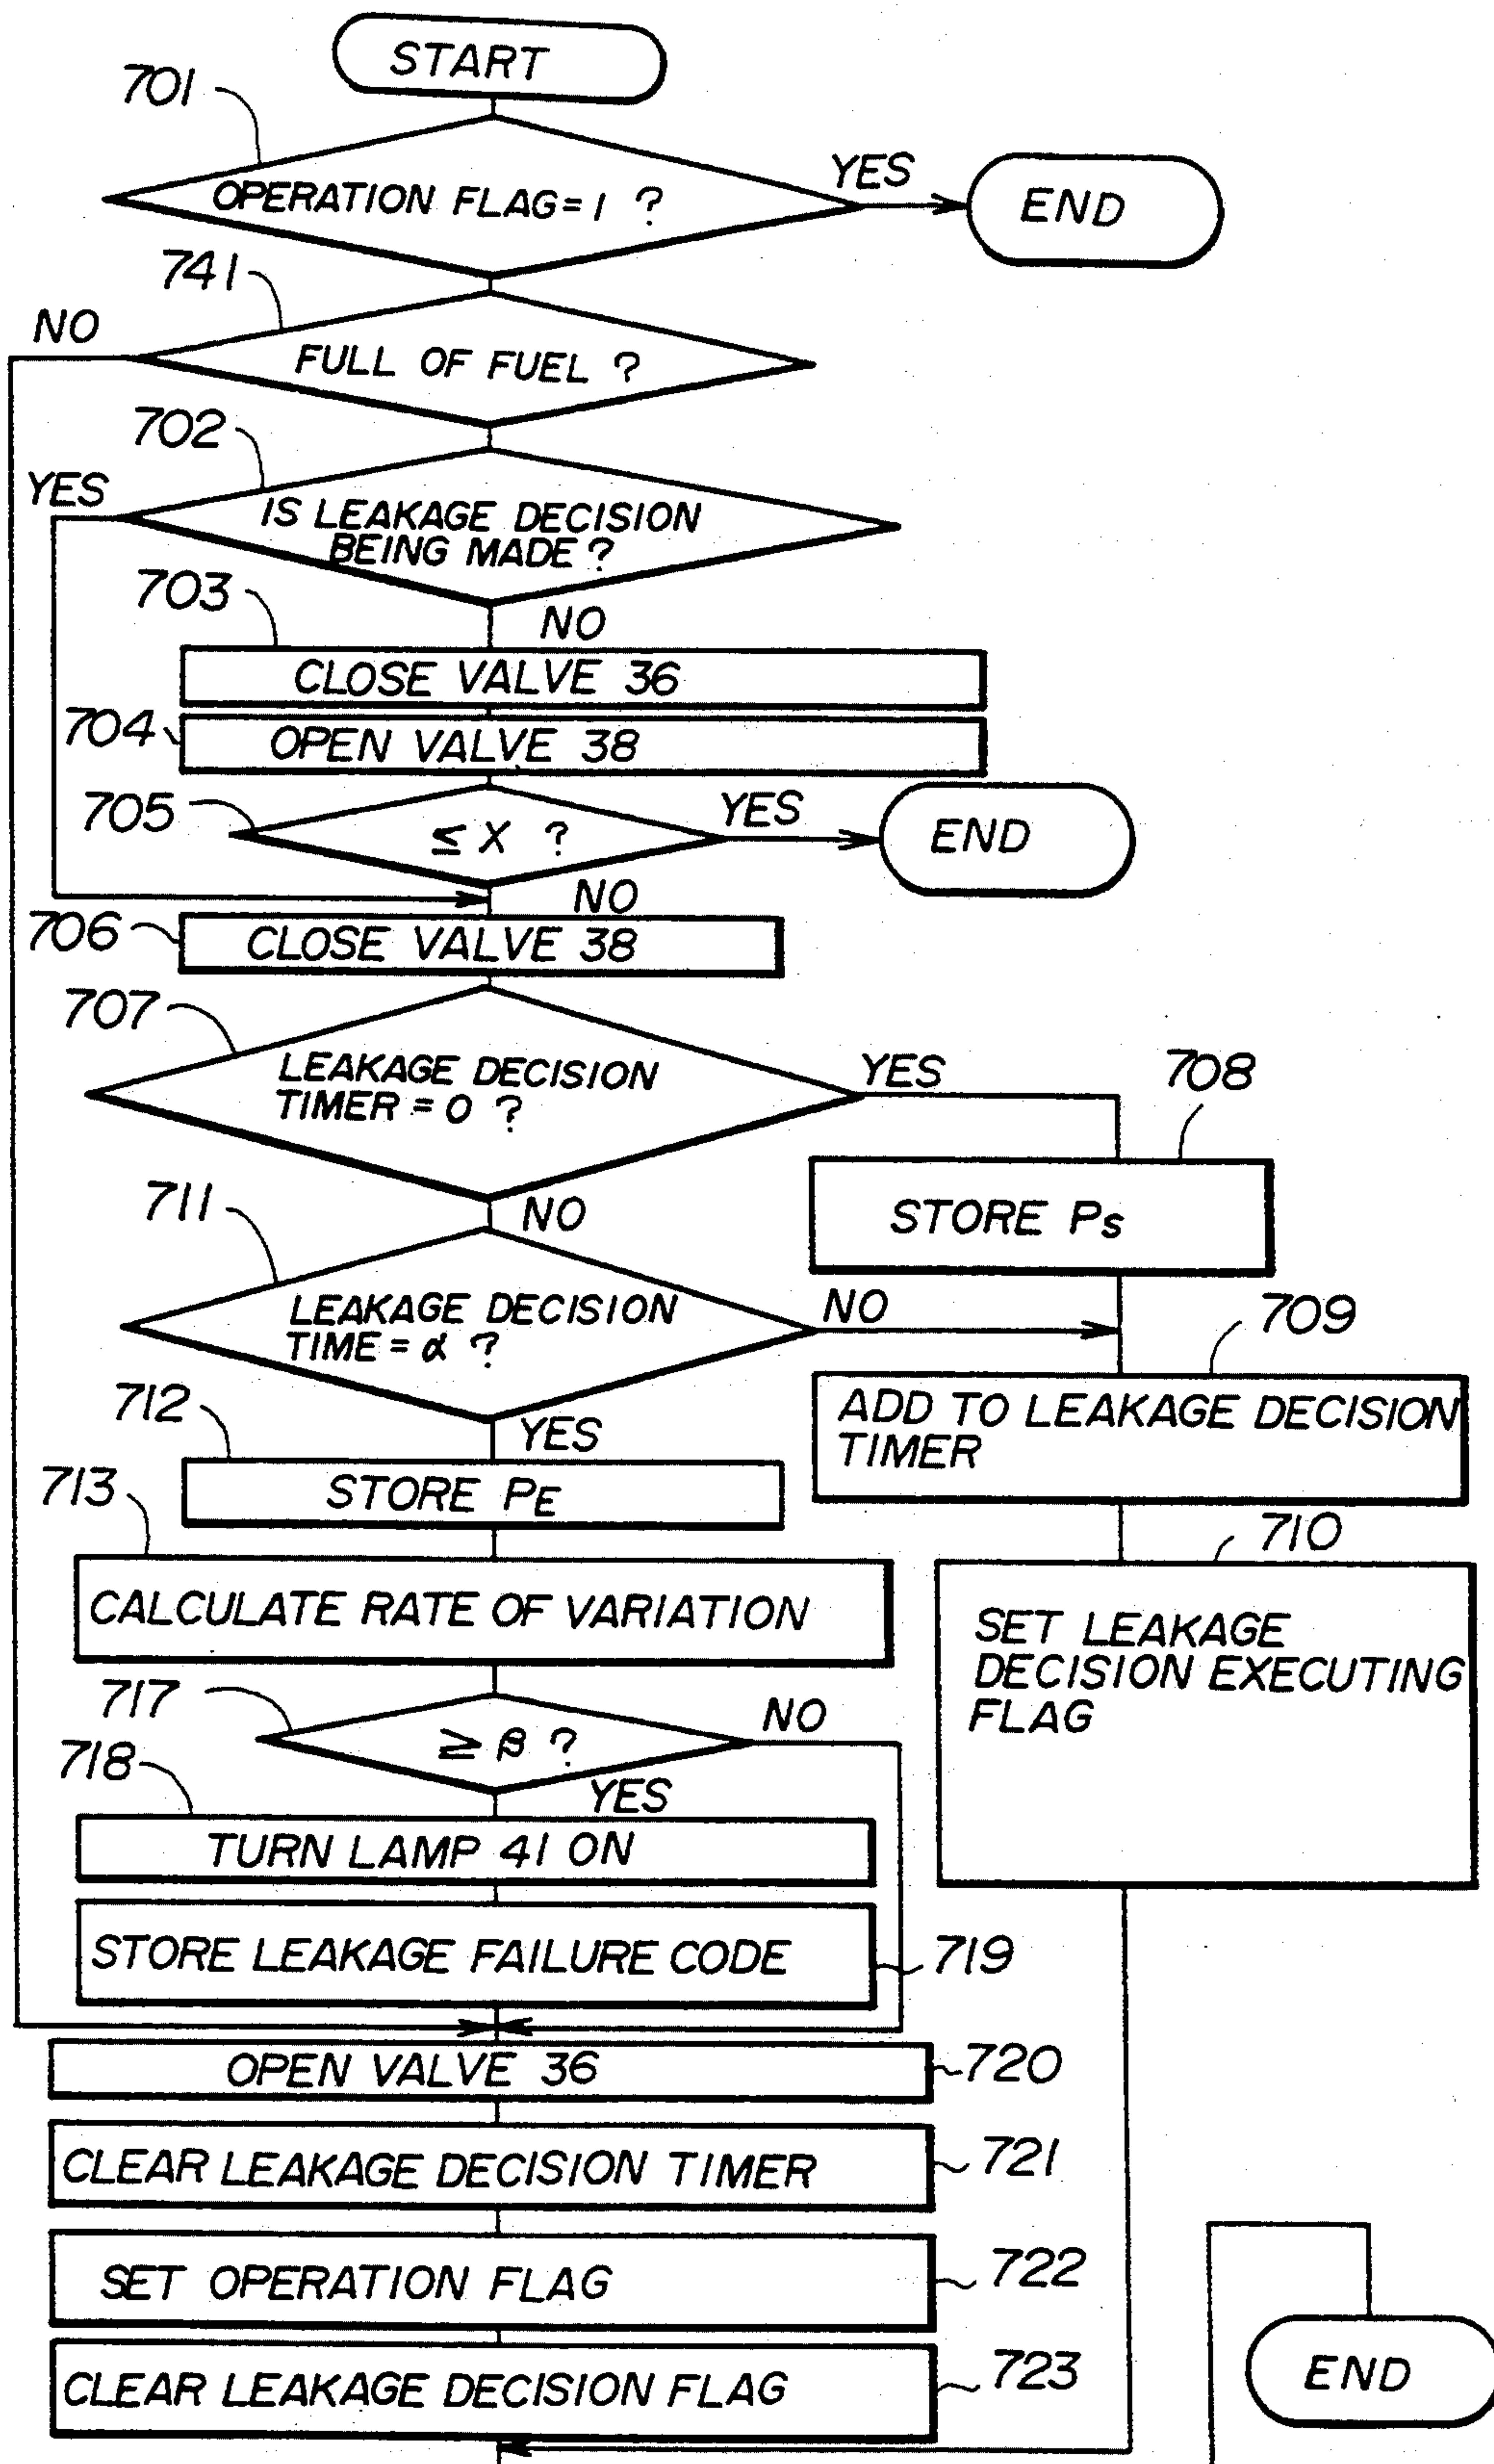 START
701
OPERATION FLAG = 1 ?
YES
END
741
NO
FULL OF FUEL ?
702
YES
IS LEAKAGE DECISION
BEING MADE ?
703
NO
CLOSE VALVE 36
704
OPEN VALVE 38
705
≤ X ?
YES
END
NO
706
CLOSE VALVE 38
707
LEAKAGE DECISION
TIMER = 0 ?
YES
708
STORE Ps
711
NO
LEAKAGE DECISION
TIME = α ?
NO
709
ADD TO LEAKAGE DECISION
TIMER
712
YES
STORE PE
713
710
CALCULATE RATE OF VARIATION
SET LEAKAGE
DECISION EXECUTING
FLAG
717
≥ β ?
NO
718
YES
TURN LAMP 41 ON
STORE LEAKAGE FAILURE CODE
719
OPEN VALVE 36
720
CLEAR LEAKAGE DECISION TIMER
721
SET OPERATION FLAG
722
CLEAR LEAKAGE DECISION FLAG
723
END